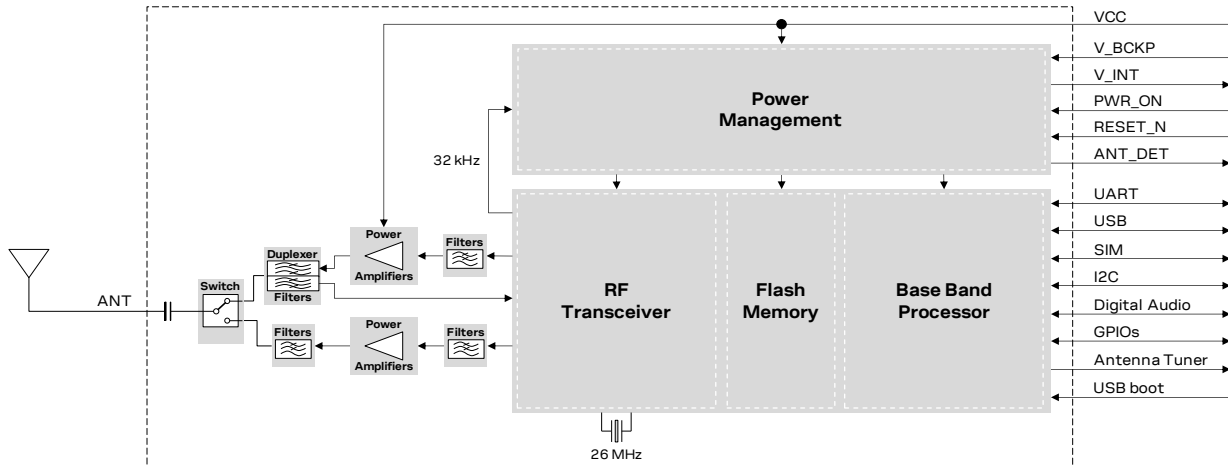 VCC
V_BCKP
V_INT
PWR_ON
RESET_N
ANT_DET
Power
Management
32 kHz
UART
USB
SIM
I2C
Digital Audio
GPIOs
Antenna Tuner
USB boot
Power
Amplifiers
Filters
Duplexer
Filters
ANT
Switch
RF
Transceiver
Flash
Memory
Base Band
Processor
Filters
Power
Amplifiers
Filters
26 MHz